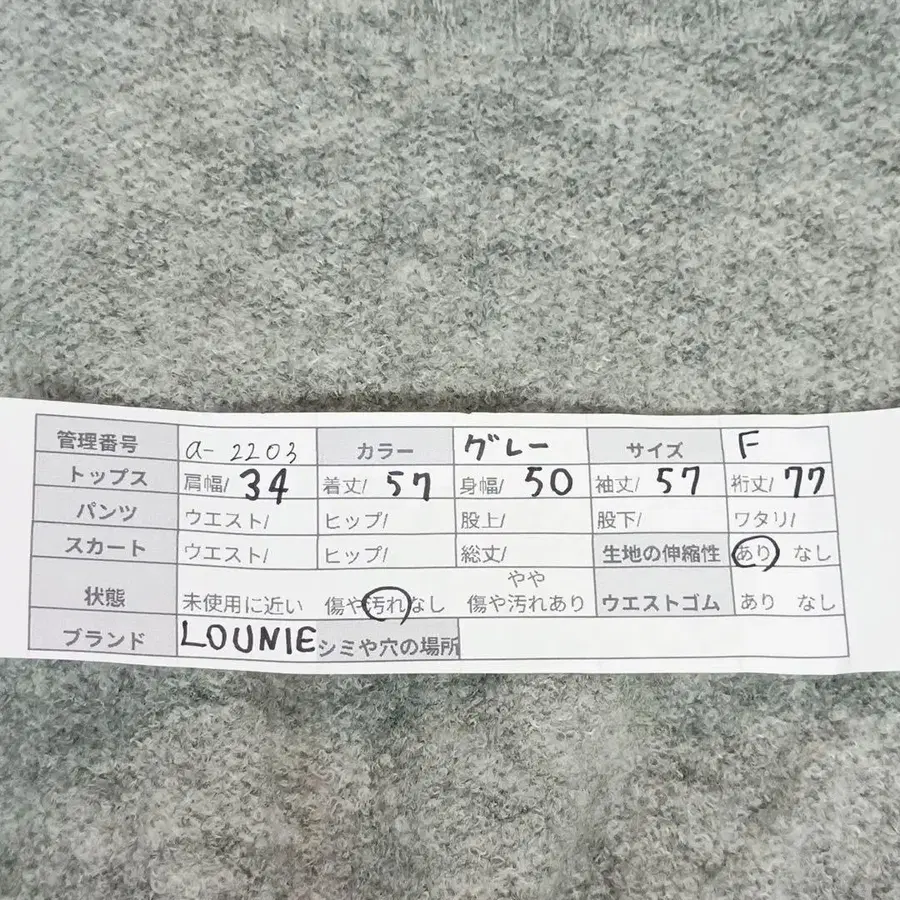 管理番号 a-2203 カラー グレー サイズ F
トップス 肩幅/ 34 着丈/ 57 身幅/ 50 袖丈/ 57 裄丈/ 77
パンツ ウエスト/ ヒップ/ 股上/ 股下/ ワタリ/
スカート ウエスト/ ヒップ/ 総丈/ 生地の伸縮性 あり なし
状態 未使用に近い 傷や汚れなし やや傷や汚れあり ウエストゴム あり なし
ブランド LOUNIE シミや穴の場所